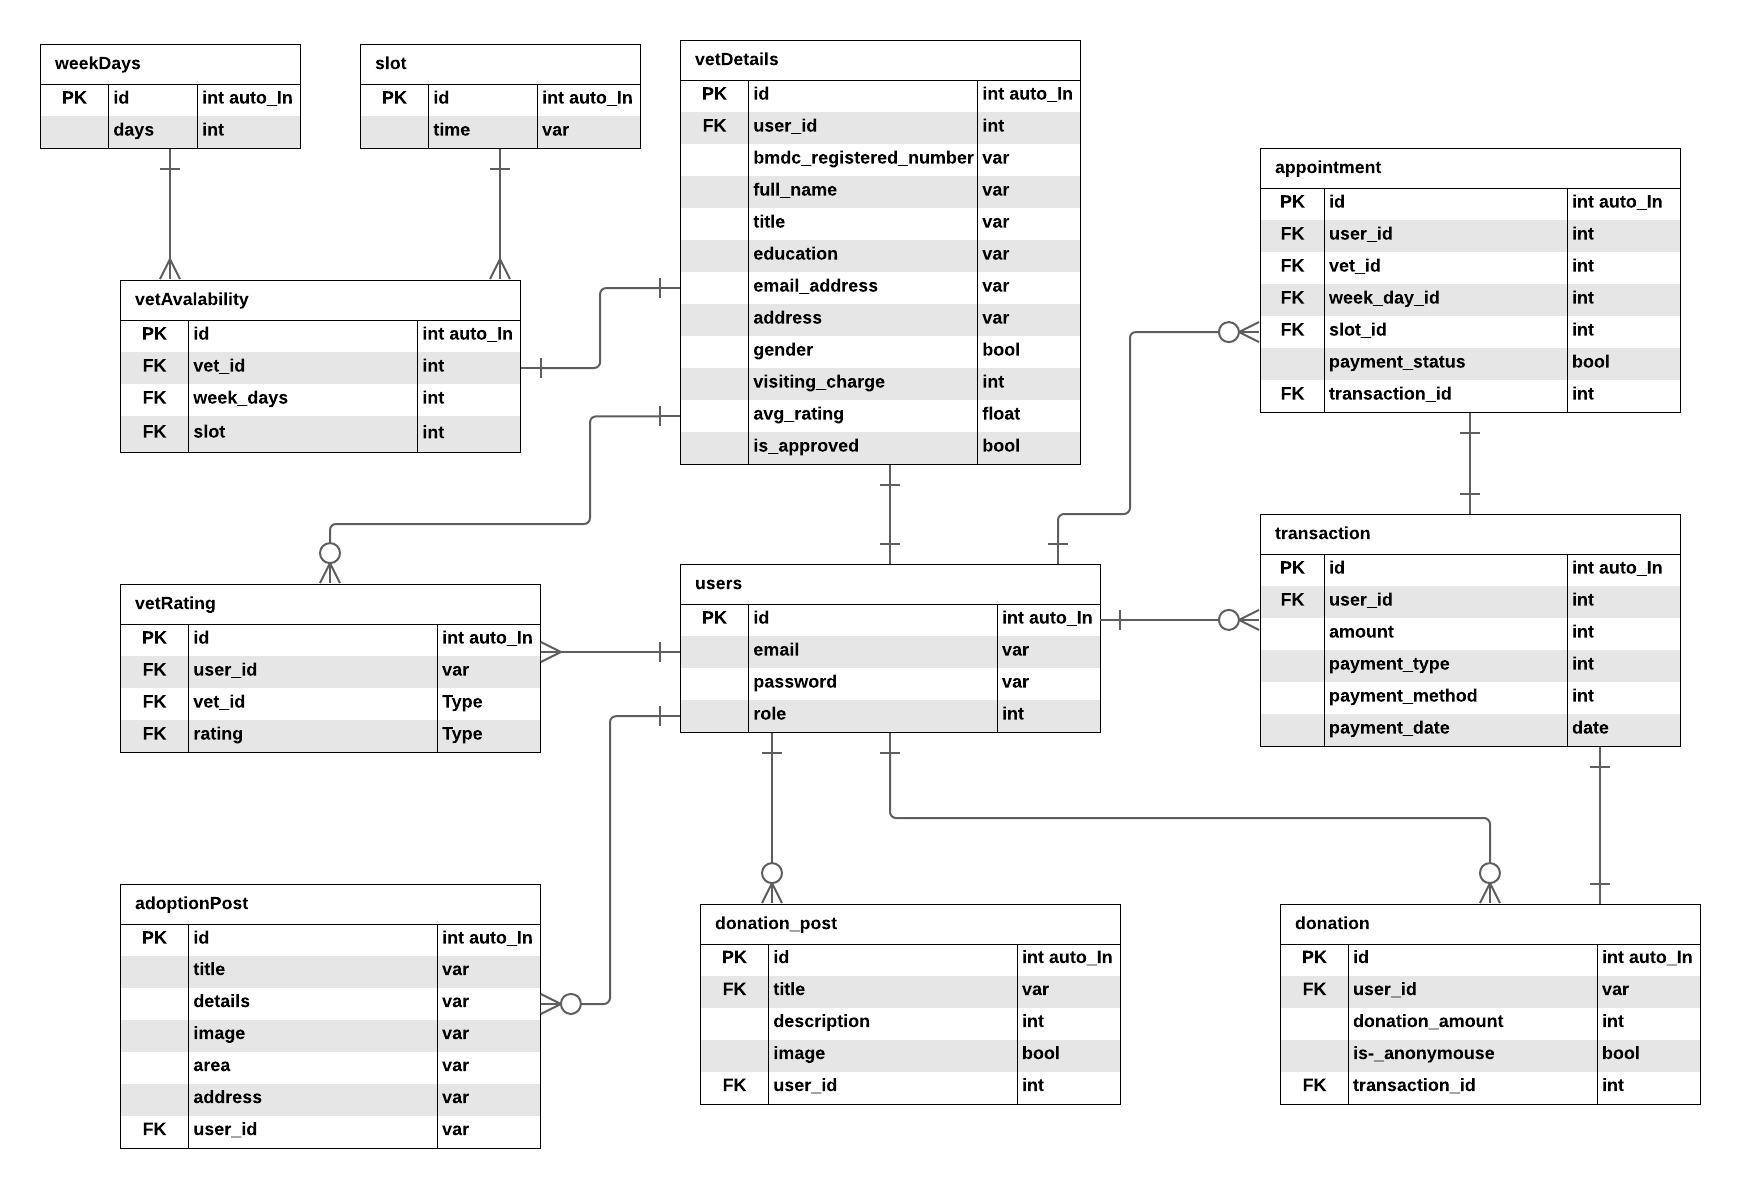 weekDays
PK id int auto_In
days int
slot
PK id int auto_In
time var
vetDetails
PK id int auto_In
FK user_id int
bmdc_registered_number var
full_name var
title var
education var
email_address var
address var
gender bool
visiting_charge int
avg_rating float
is_approved bool
appointment
PK id int auto_In
FK user_id int
FK vet_id int
FK week_day_id int
FK slot_id int
payment_status bool
FK transaction_id int
vetAvalability
PK id int auto_In
FK vet_id int
FK week_days int
FK slot int
transaction
PK id int auto_In
FK user_id int
amount int
payment_type int
payment_method int
payment_date date
users
PK id int auto_In
email var
password var
role int
vetRating
PK id int auto_In
FK user_id var
FK vet_id Type
FK rating Type
adoptionPost
PK id int auto_In
title var
details var
image var
area var
address var
FK user_id var
donation_post
PK id int auto_In
FK title var
description int
image bool
FK user_id int
donation
PK id int auto_In
FK user_id var
donation_amount int
is-_anonymouse bool
FK transaction_id int